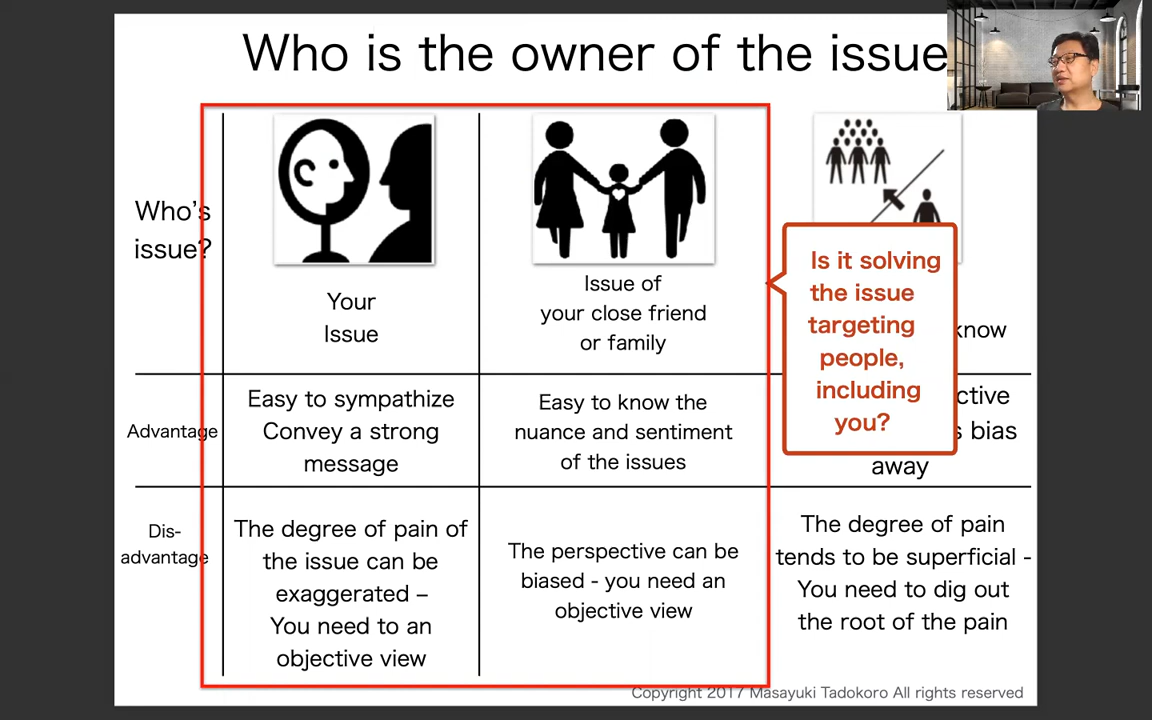 Who is the owner of the issue
Who's
issue?
Your
Issue
Issue of
your close friend
or family
know
Is it solving
the issue
targeting
people,
including
you?
Advantage
Easy to sympathize
Convey a strong
message
Easy to know the
nuance and sentiment
of the issues
bias
away
Dis-
advantage
The degree of pain of
the issue can be
exaggerated –
You need to an
objective view
The perspective can be
biased - you need an
objective view
The degree of pain
tends to be superficial -
You need to dig out
the root of the pain
Copyright 2017 Masayuki Tadokoro All rights reserved